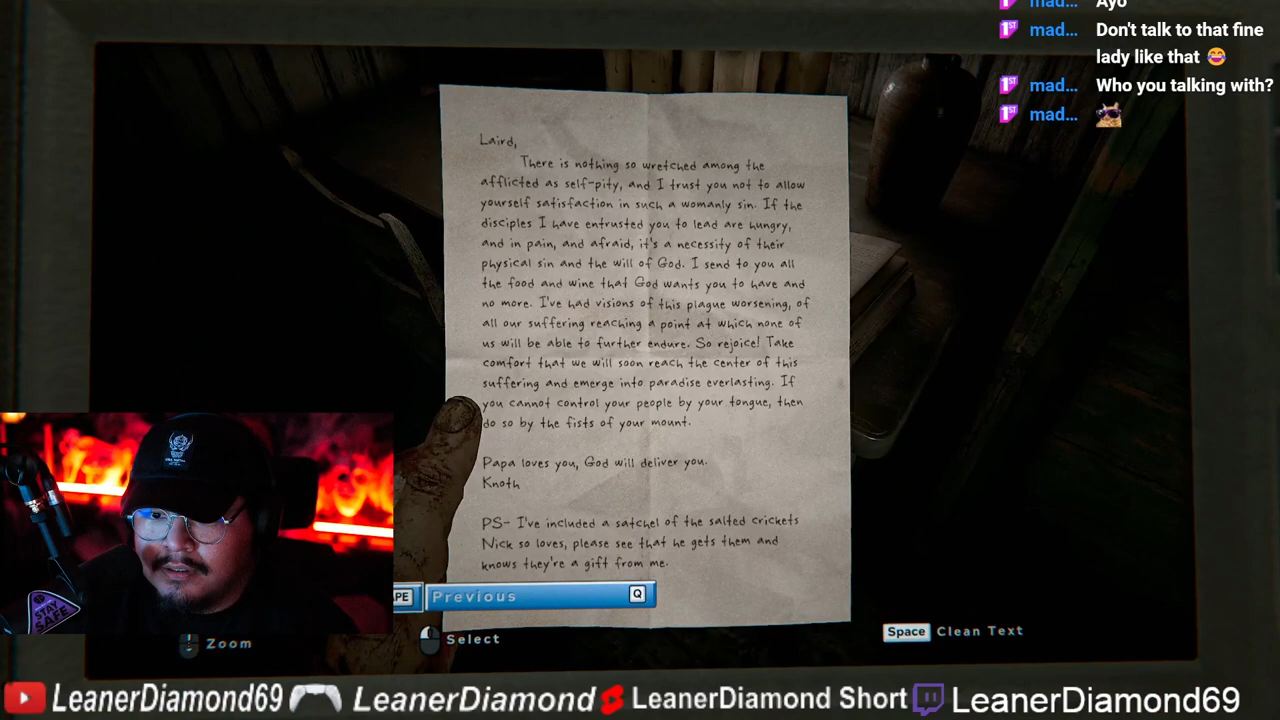 mad... Ayo
mad... Don't talk to that fine
lady like that
mad... Who you talking with?
mad...
Laird,
There is nothing so wretched among the
afflicted as self-pity, and I trust you not to allow
yourself satisfaction in such a womanly sin. If the
disciples I have entrusted you to lead are hungry,
and in pain, and afraid, it's a necessity of their
physical sin and the will of God. I send to you all
the food and wine that God wants you to have and
no more. I've had visions of this plague worsening, of
all our suffering reaching a point at which none of
us will be able to further endure. So rejoice! Take
comfort that we will soon reach the center of this
suffering and emerge into paradise everlasting. If
you cannot control your people by your tongue, then
do so by the fists of your mount.
Papa loves you, God will deliver you.
Knoth
PS- I've included a satchel of the salted crickets
Nick so loves, please see that he gets them and
knows they're a gift from me.
PE Previous Q
Zoom
Select
Space Clean Text
STAY SAFE
LeanerDiamond69 LeanerDiamond LeanerDiamond Short LeanerDiamond69